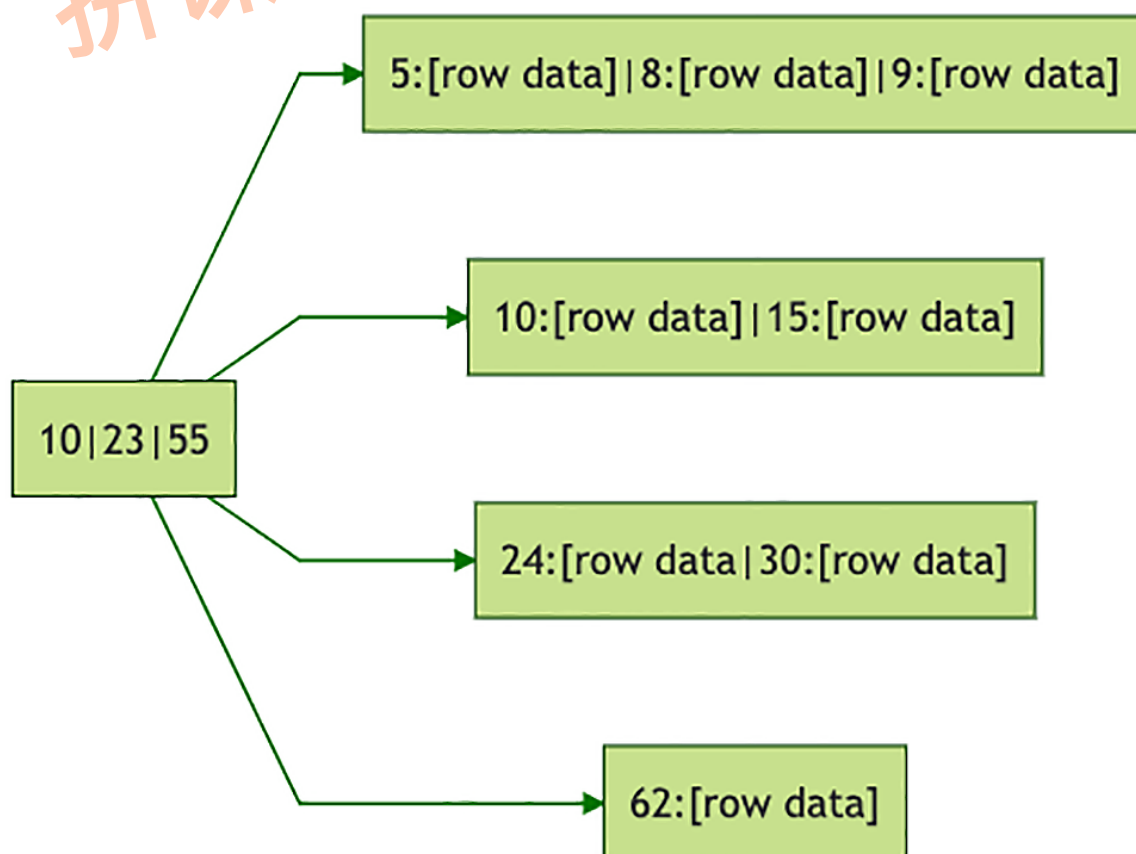 5:[row data]|8:[row data]|9:[row data]
10:[row data]|15:[row data]
10|23|55
24:[row data|30:[row data]
62:[row data]